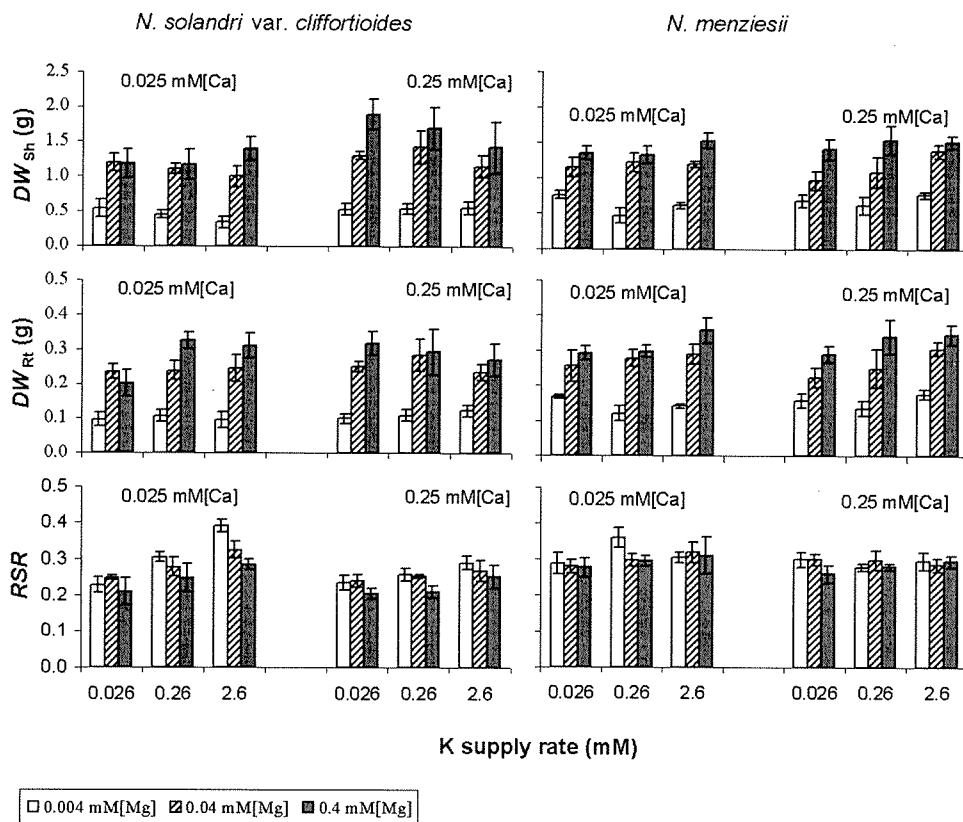 N. solandri var. cliffortioides
N. menziesii
DW Sh (g)
2.5
2.0
1.5
1.0
0.5
0.0
0.025 mM[Ca]
0.25 mM[Ca]
0.025 mM[Ca]
0.25 mM[Ca]
DW Rt (g)
0.5
0.4
0.3
0.2
0.1
0.0
0.025 mM[Ca]
0.25 mM[Ca]
0.025 mM[Ca]
0.25 mM[Ca]
RSR
0.5
0.4
0.3
0.2
0.1
0.0
0.025 mM[Ca]
0.25 mM[Ca]
0.025 mM[Ca]
0.25 mM[Ca]
0.026 0.26 2.6 0.026 0.26 2.6 0.026 0.26 2.6 0.026 0.26 2.6
K supply rate (mM)
0.004 mM[Mg] 0.04 mM[Mg] 0.4 mM[Mg]